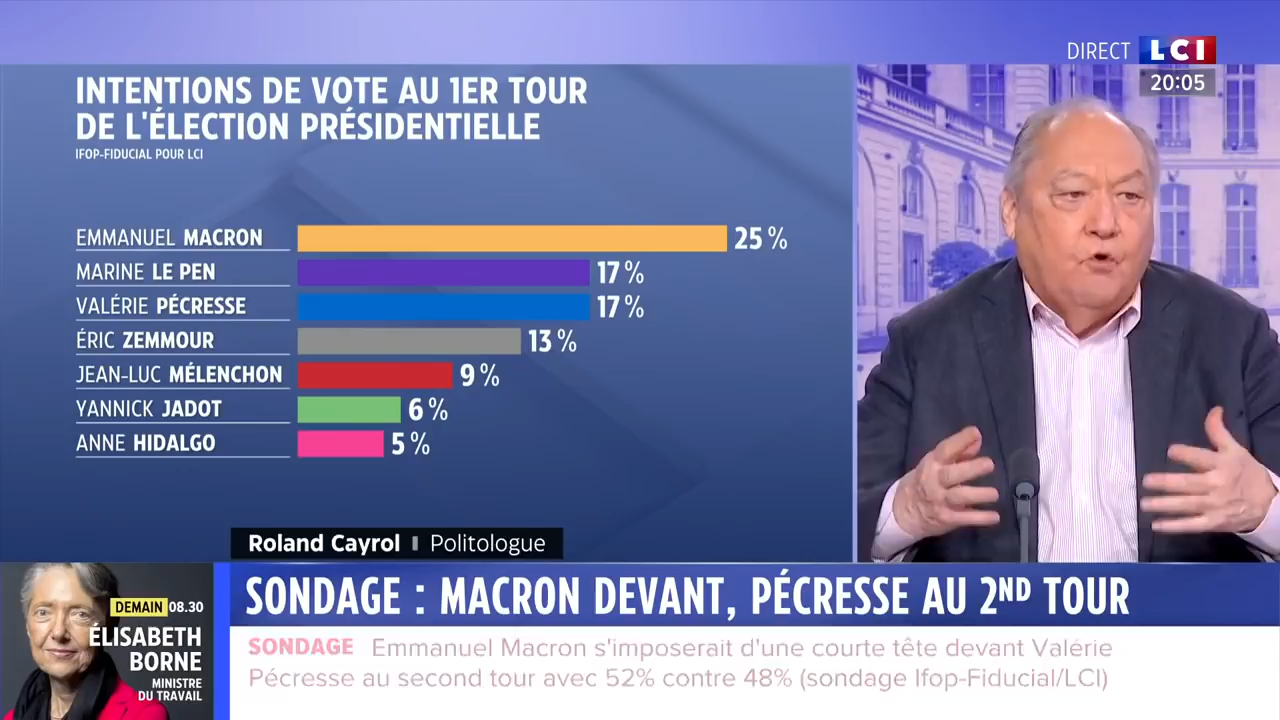 DIRECT LCI
20:05
INTENTIONS DE VOTE AU 1ER TOUR
DE L'ÉLECTION PRÉSIDENTIELLE
IFOP-FIDUCIAL POUR LCI
EMMANUEL MACRON 25 %
MARINE LE PEN 17 %
VALÉRIE PÉCRESSE 17 %
ÉRIC ZEMMOUR 13 %
JEAN-LUC MÉLENCHON 9 %
YANNICK JADOT 6 %
ANNE HIDALGO 5 %
Roland Cayrol Politologue
DEMAIN 08.30
ÉLISABETH
BORNE
MINISTRE
DU TRAVAIL
SONDAGE : MACRON DEVANT, PÉCRESSE AU 2ND TOUR
SONDAGE Emmanuel Macron s'imposerait d'une courte tête devant Valérie
Pécresse au second tour avec 52% contre 48% (sondage Ifop-Fiducial/LCI)